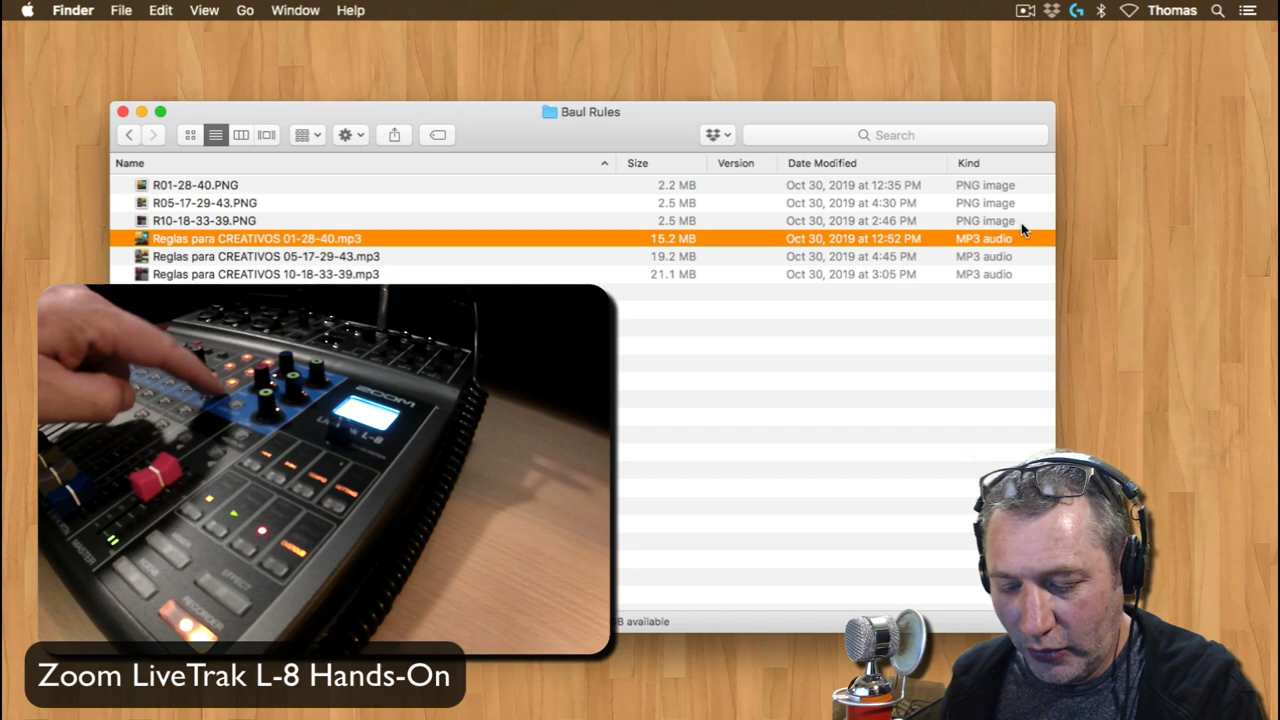 Finder File Edit View Go Window Help Thomas
Baul Rules
Search
Name Size Version Date Modified Kind
R01-28-40.PNG 2.2 MB Oct 30, 2019 at 12:35 PM PNG image
R05-17-29-43.PNG 2.5 MB Oct 30, 2019 at 4:30 PM PNG image
R10-18-33-39.PNG 2.5 MB Oct 30, 2019 at 2:46 PM PNG image
Reglas para CREATIVOS 01-28-40.mp3 15.2 MB Oct 30, 2019 at 12:52 PM MP3 audio
Reglas para CREATIVOS 05-17-29-43.mp3 19.2 MB Oct 30, 2019 at 4:45 PM MP3 audio
Reglas para CREATIVOS 10-18-33-39.mp3 21.1 MB Oct 30, 2019 at 3:05 PM MP3 audio
ZOOM
L-8
MASTER
EFFECT
RECORDER
B available
Zoom LiveTrak L-8 Hands-On